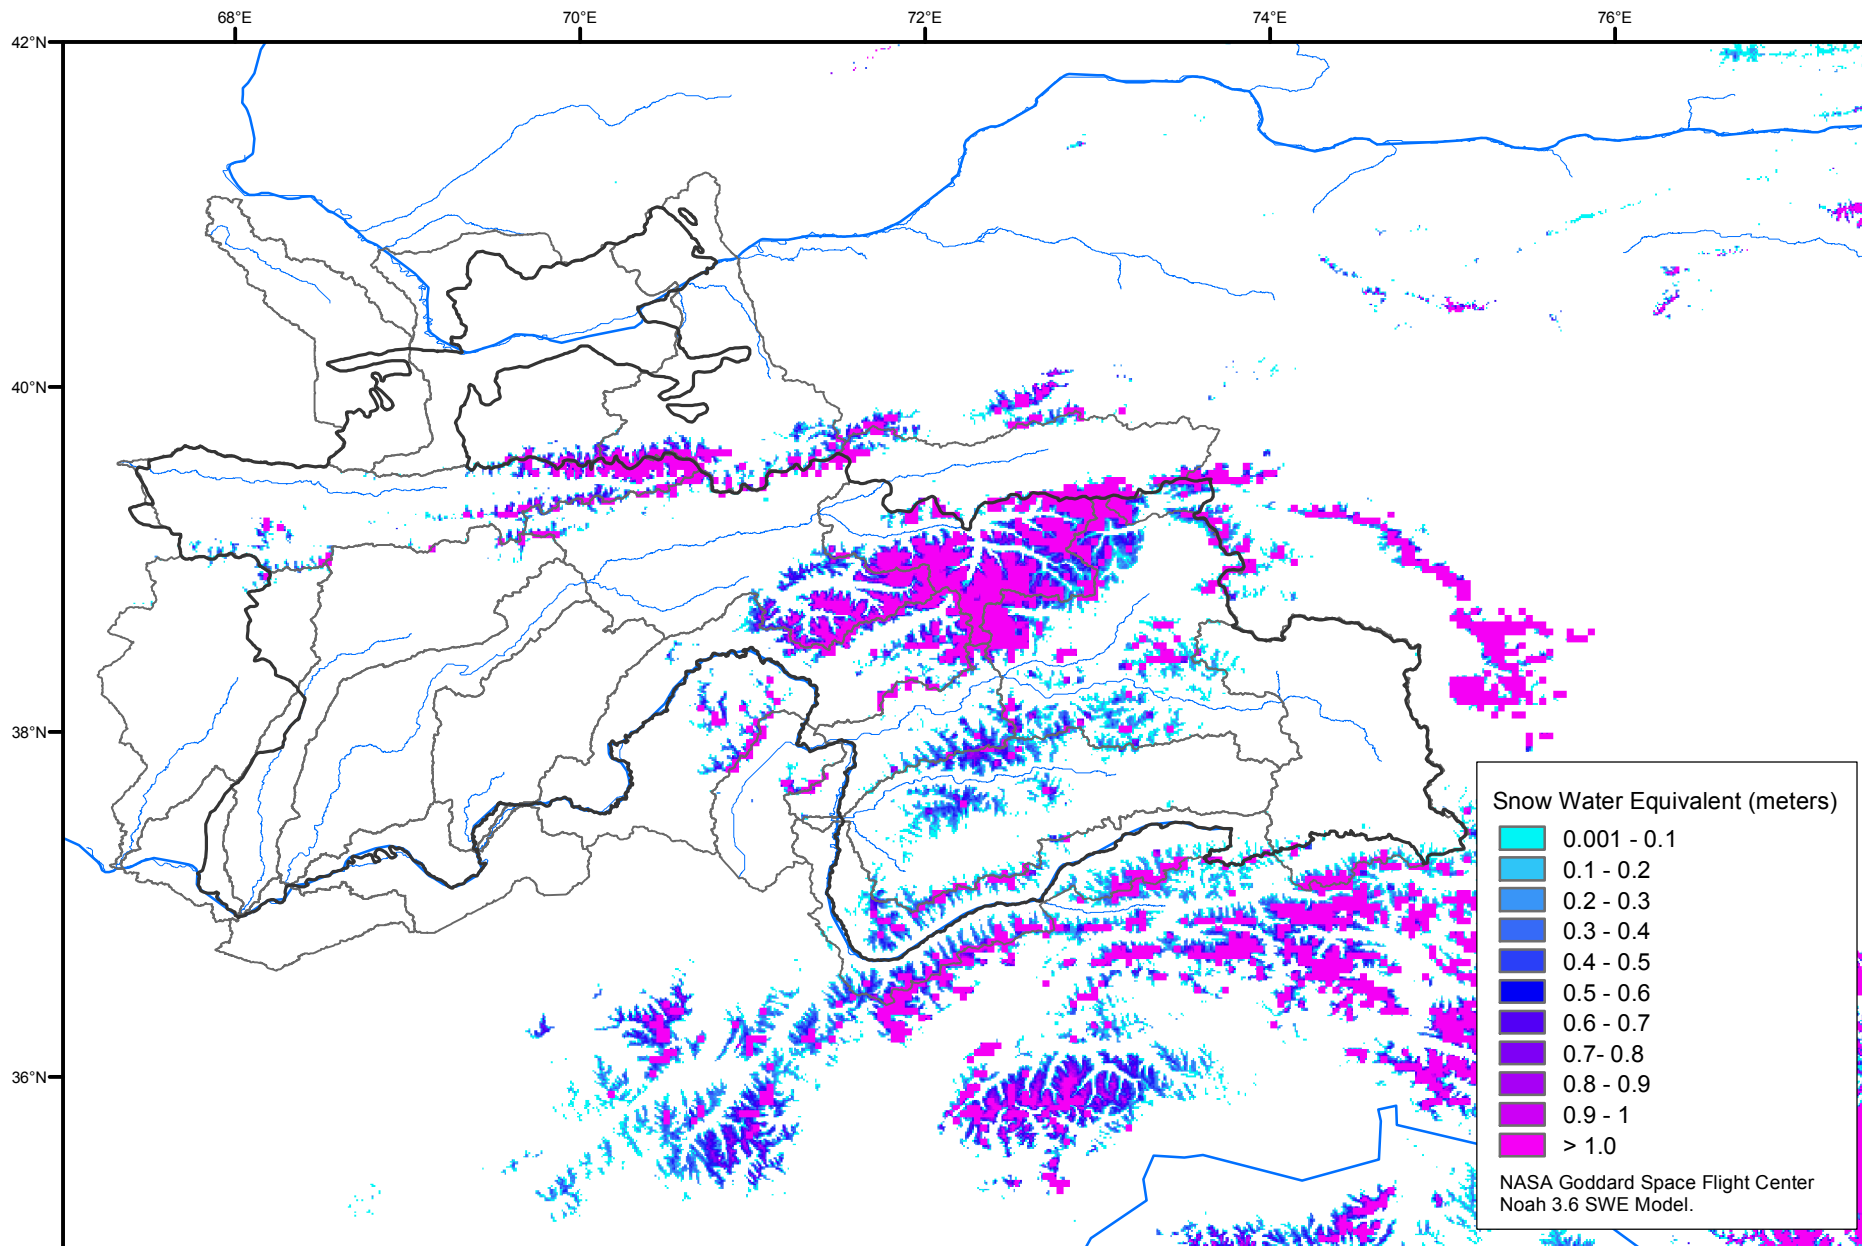 68°E
70°E
72°E
74°E
76°E
42°N
40°N
38°N
36°N
Snow Water Equivalent (meters)
0.001 - 0.1
0.1 - 0.2
0.2 - 0.3
0.3 - 0.4
0.4 - 0.5
0.5 - 0.6
0.6 - 0.7
0.7- 0.8
0.8 - 0.9
0.9 - 1
> 1.0
NASA Goddard Space Flight Center
Noah 3.6 SWE Model.